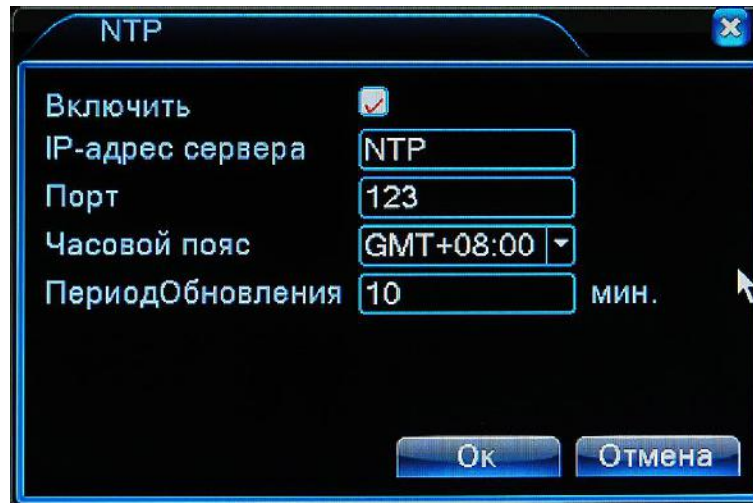 NTP
Включить
IP-адрес сервера NTP
Порт 123
Часовой пояс GMT+08:00
ПериодОбновления 10 мин.
Ок Отмена